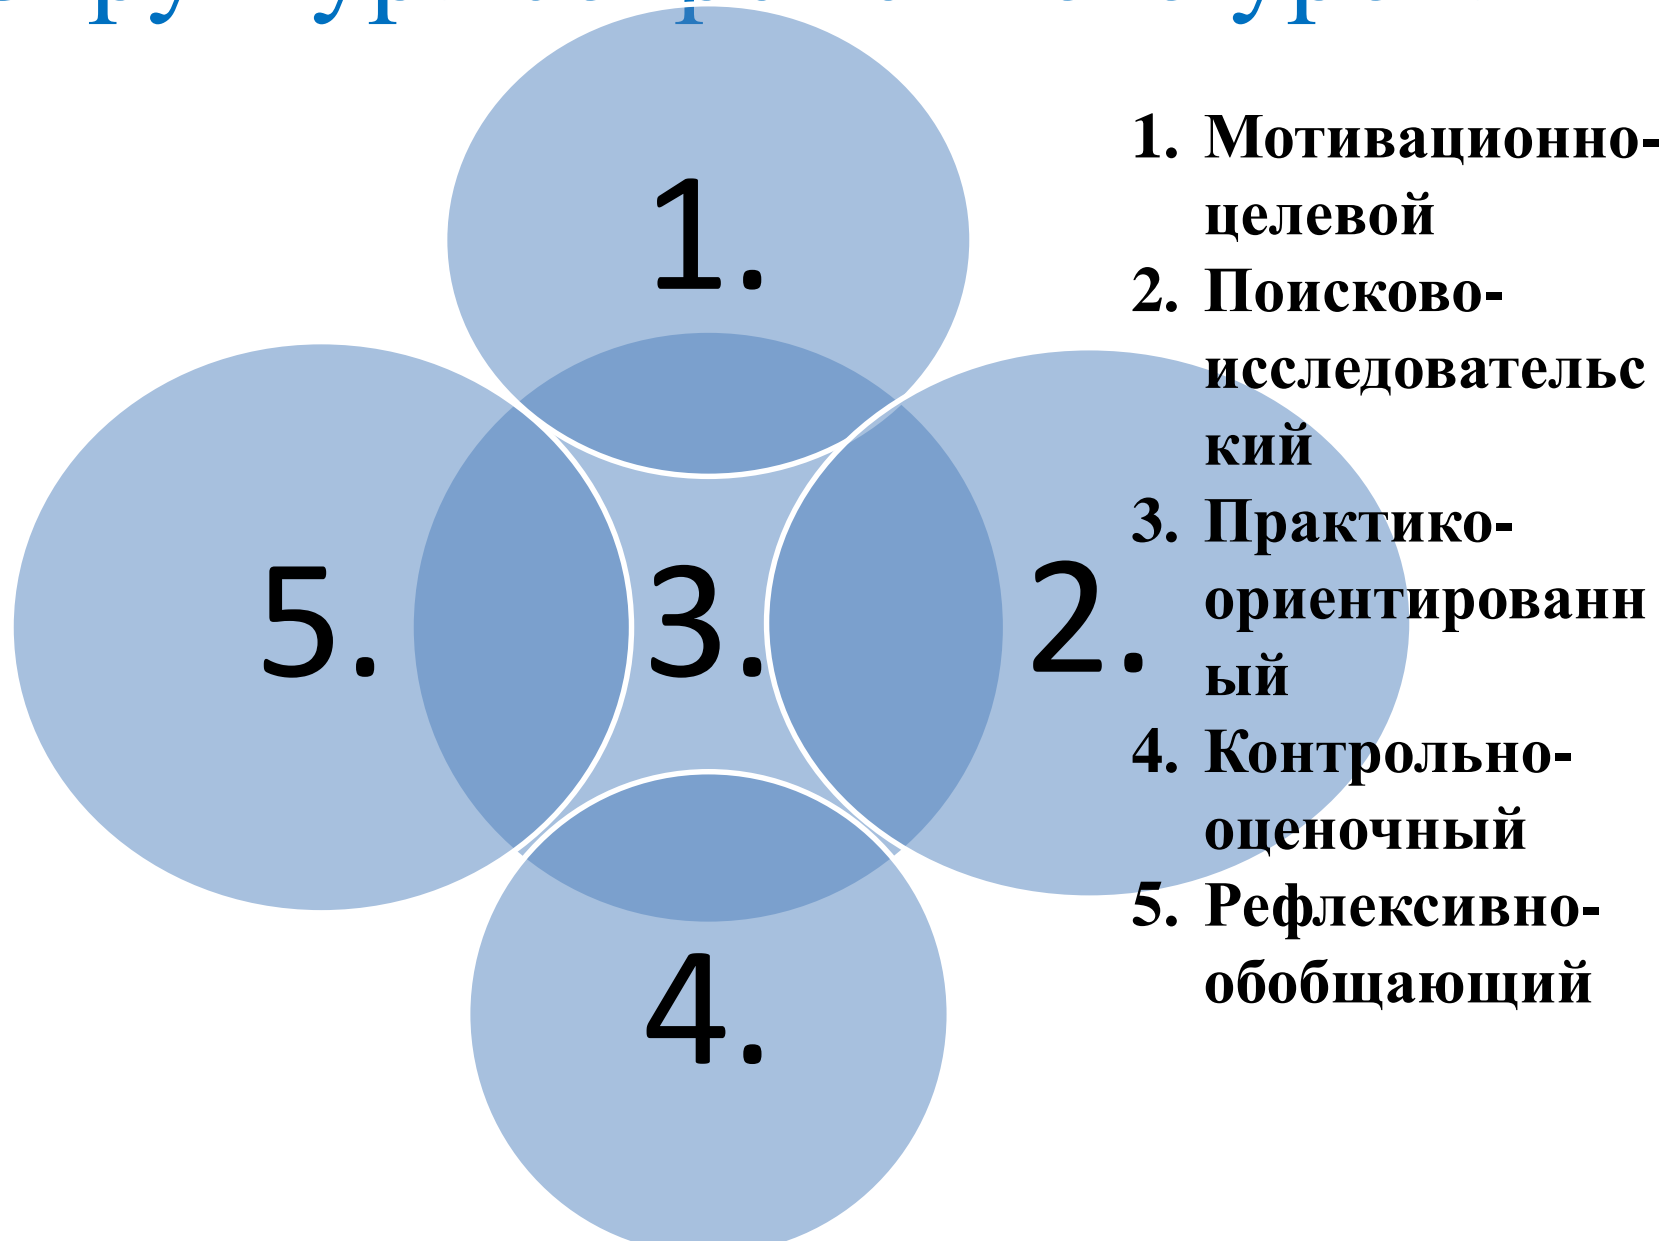 1.
5.
3.
2.
4.
1. Мотивационно-
целевой
2. Поисково-
исследовательс
кий
3. Практико-
ориентированн
ый
4. Контрольно-
оценочный
5. Рефлексивно-
обобщающий